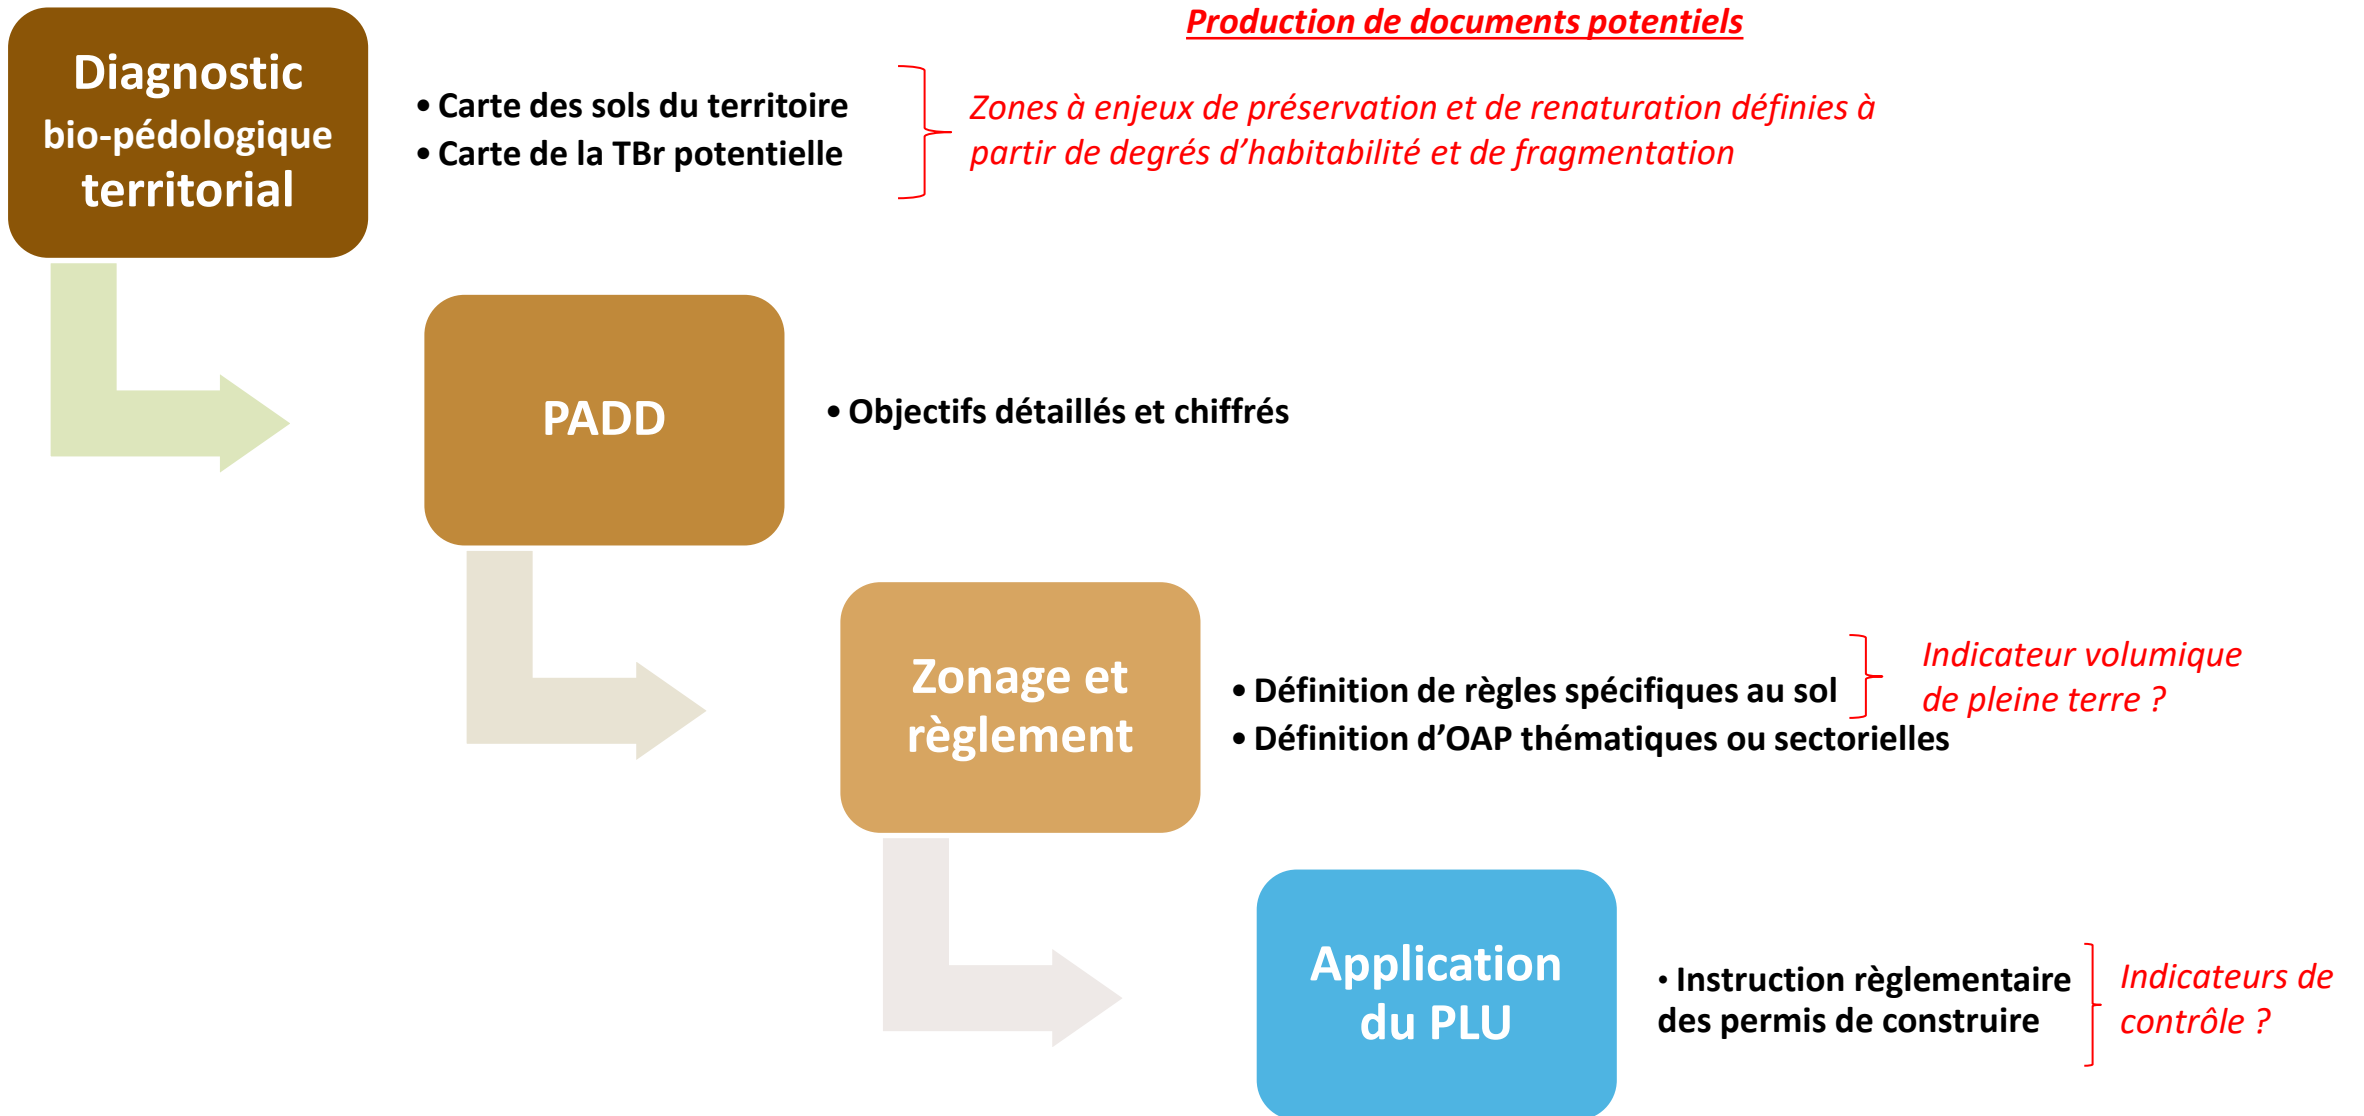 Production de documents potentiels
Diagnostic
bio-pédologique
territorial
• Carte des sols du territoire
• Carte de la TBr potentielle
Zones à enjeux de préservation et de renaturation définies à
partir de degrés d’habitabilité et de fragmentation
PADD
• Objectifs détaillés et chiffrés
Zonage et
règlement
• Définition de règles spécifiques au sol
• Définition d’OAP thématiques ou sectorielles
Indicateur volumique
de pleine terre ?
Application
du PLU
• Instruction règlementaire
des permis de construire
Indicateurs de
contrôle ?